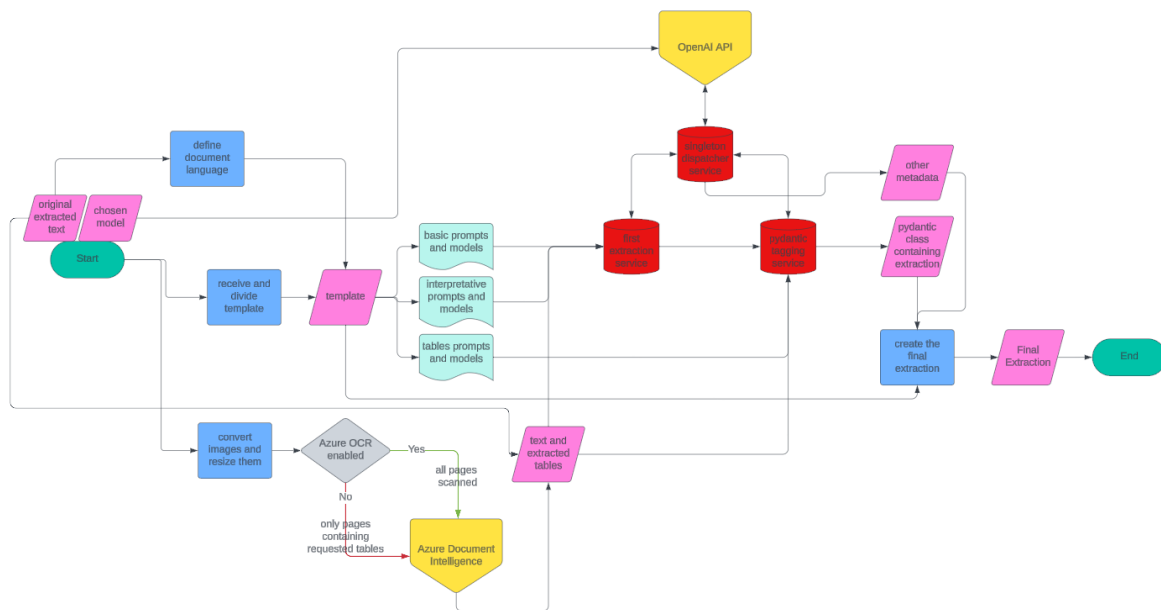 OpenAI API
define
document
language
singleton
dispatcher
service
other
metadata
original
extracted
text
chosen
model
Start
basic prompts
and models
first
extraction
service
pydantic
tagging
service
pydantic
class
containing
extraction
receive and
divide
template
template
interpretative
prompts and
models
tables prompts
and models
create the
final
extraction
Final
Extraction
End
convert
images and
resize them
Azure OCR
enabled
Yes
all pages
scanned
text and
extracted
tables
No
only pages
containing
requested tables
Azure Document
Intelligence